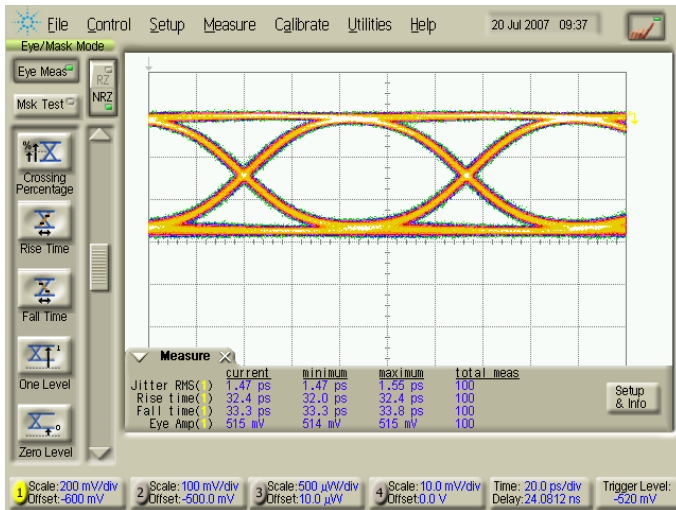 File Control Setup Measure Calibrate Utilities Help 20 Jul 2007 09:37
Eye/Mask Mode
Eye Meas
RZ
Msk Test
NRZ
%
Crossing
Percentage
Rise Time
Fall Time
1
One Level
0
Zero Level
Measure
current minimum maximum total meas
Jitter RMS(1) 1.47 ps 1.47 ps 1.55 ps 100
Rise time(1) 32.4 ps 32.0 ps 32.4 ps 100
Fall time(1) 33.3 ps 33.3 ps 33.8 ps 100
Eye Amp(1) 515 mV 514 mV 515 mV 100
Setup
& Info
1 Scale:200 mV/div
Offset:-600 mV
2 Scale:100 mV/div
Offset:-500.0 mV
3 Scale:500 µW/div
Offset:10.0 µW
4 Scale:10.0 mV/div
Offset:0.0 V
Time: 20.0 ps/div
Delay:24.0812 ns
Trigger Level:
-520 mV